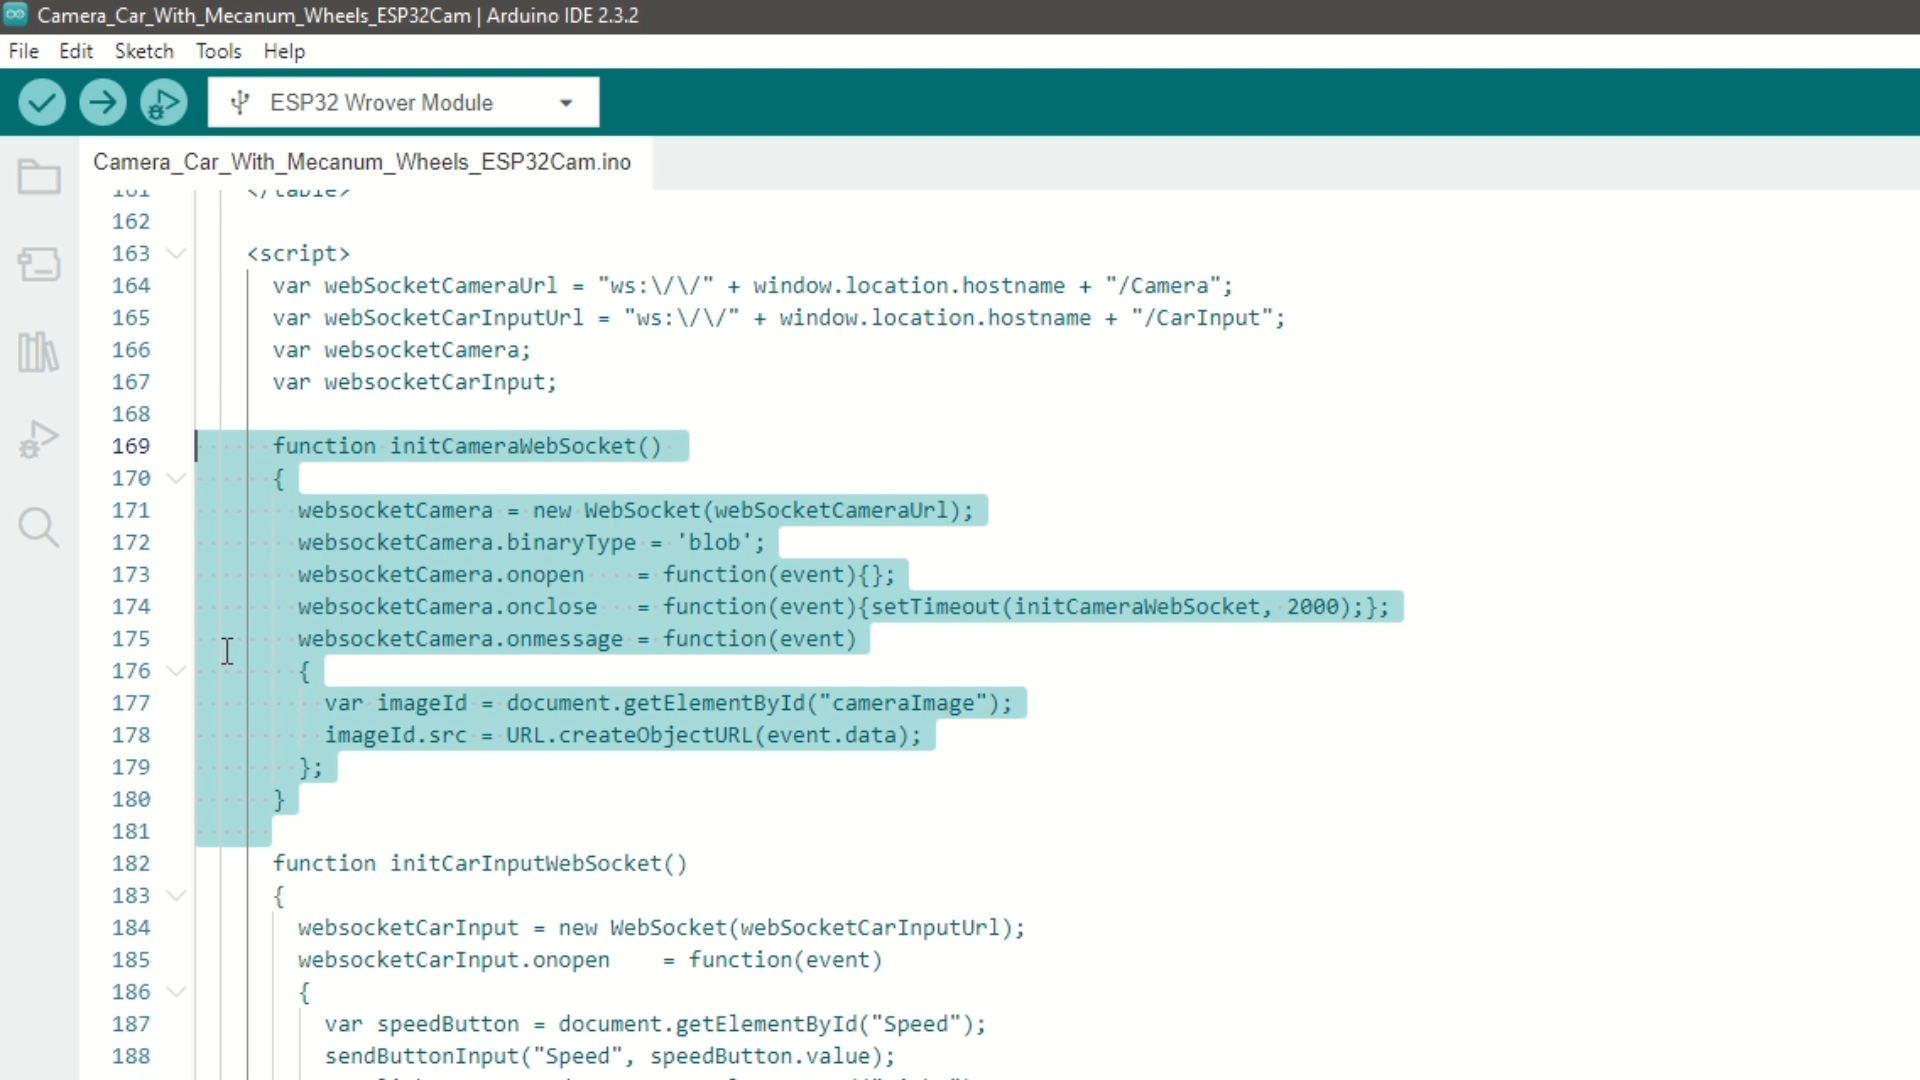 Camera_Car_With_Mecanum_Wheels_ESP32Cam | Arduino IDE 2.3.2
File Edit Sketch Tools Help
ESP32 Wrover Module
Camera_Car_With_Mecanum_Wheels_ESP32Cam.ino
161 </table>
162
163 <script>
164 var webSocketCameraUrl = "ws:\/\/" + window.location.hostname + "/Camera";
165 var webSocketCarInputUrl = "ws:\/\/" + window.location.hostname + "/CarInput";
166 var websocketCamera;
167 var websocketCarInput;
168
169 function initCameraWebSocket()
170 {
171 websocketCamera = new WebSocket(webSocketCameraUrl);
172 websocketCamera.binaryType = 'blob';
173 websocketCamera.onopen = function(event){};
174 websocketCamera.onclose = function(event){setTimeout(initCameraWebSocket, 2000);};
175 websocketCamera.onmessage = function(event)
176 {
177 var imageId = document.getElementById("cameraImage");
178 imageId.src = URL.createObjectURL(event.data);
179 };
180 }
181
182 function initCarInputWebSocket()
183 {
184 websocketCarInput = new WebSocket(webSocketCarInputUrl);
185 websocketCarInput.onopen = function(event)
186 {
187 var speedButton = document.getElementById("Speed");
188 sendButtonInput("Speed", speedButton.value);